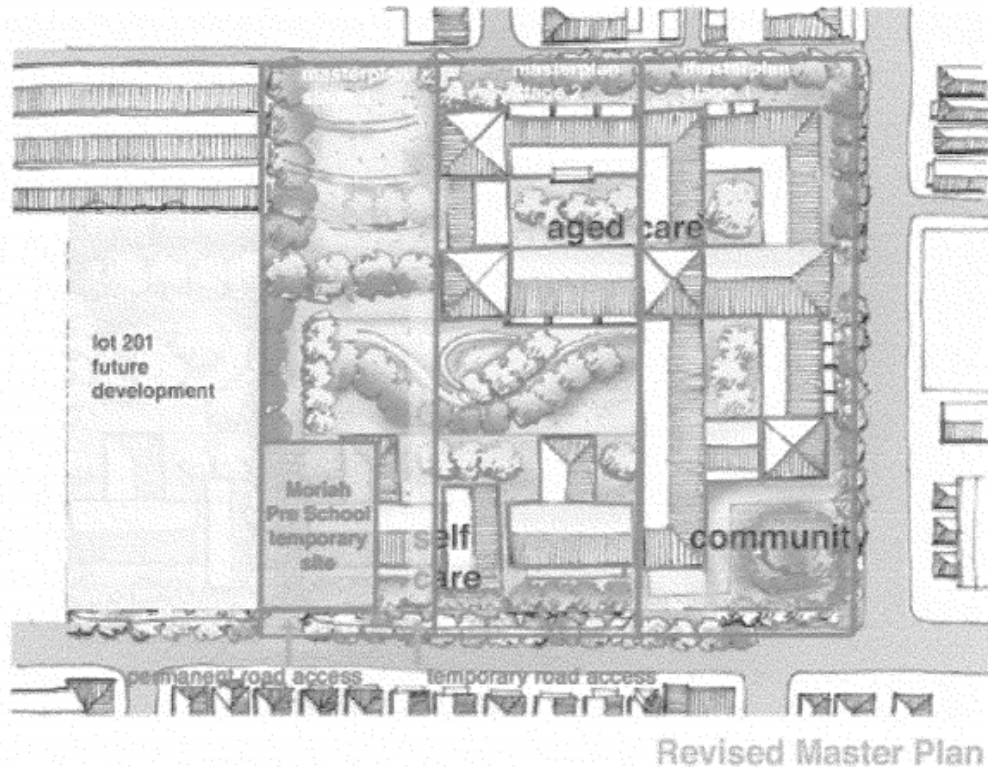 masterplan
masterplan
stage 2
masterplan
stage 1
aged care
lot 201
future
development
Moriah
Pre School
temporary
site
self
care
community
permanent road access
temporary road access
Revised Master Plan